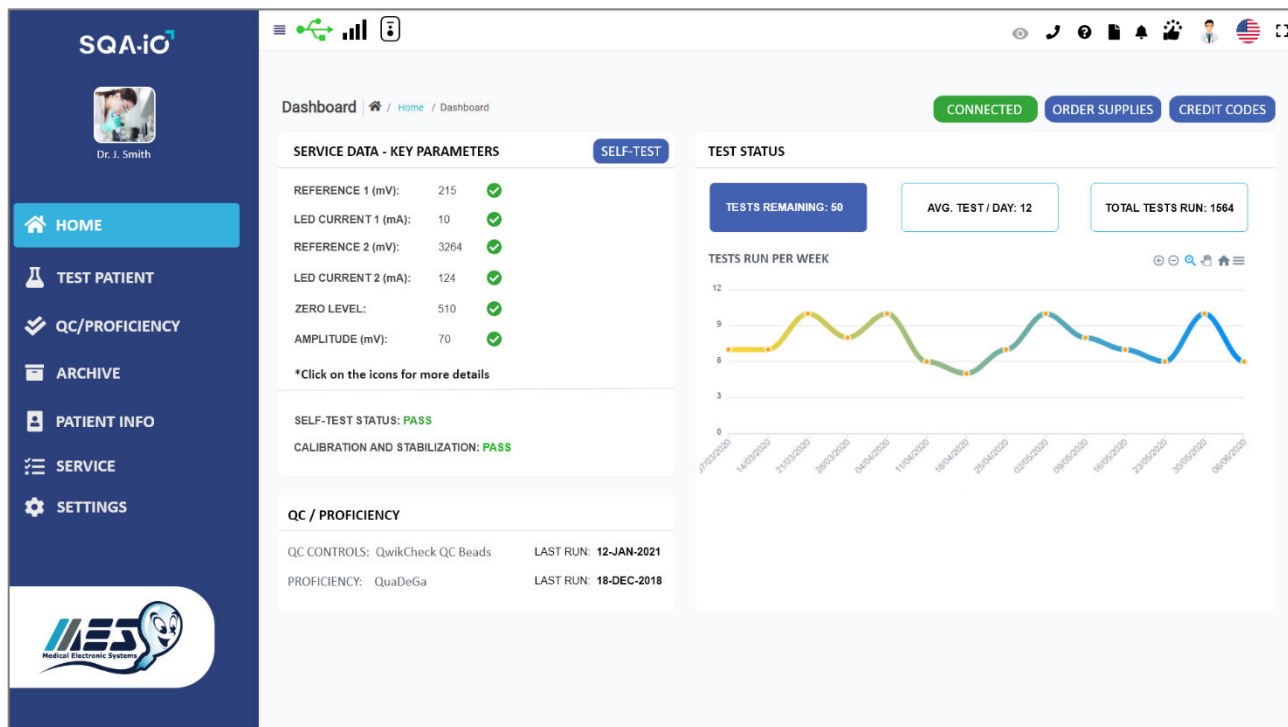 SQA-iO
Dr. J. Smith
HOME
TEST PATIENT
QC/PROFICIENCY
ARCHIVE
PATIENT INFO
SERVICE
SETTINGS
MES
Medical Electronic Systems
Dashboard / Home / Dashboard
CONNECTED ORDER SUPPLIES CREDIT CODES
SERVICE DATA - KEY PARAMETERS SELF-TEST
REFERENCE 1 (mV): 215
LED CURRENT 1 (mA): 10
REFERENCE 2 (mV): 3264
LED CURRENT 2 (mA): 124
ZERO LEVEL: 510
AMPLITUDE (mV): 70
*Click on the icons for more details
SELF-TEST STATUS: PASS
CALIBRATION AND STABILIZATION: PASS
QC / PROFICIENCY
QC CONTROLS: QwikCheck QC Beads LAST RUN: 12-JAN-2021
PROFICIENCY: QuaDeGa LAST RUN: 18-DEC-2018
TEST STATUS
TESTS REMAINING: 50 AVG. TEST / DAY: 12 TOTAL TESTS RUN: 1564
TESTS RUN PER WEEK
12
9
6
3
0
07/03/2020 14/03/2020 21/03/2020 28/03/2020 04/04/2020 11/04/2020 18/04/2020 25/04/2020 02/05/2020 09/05/2020 16/05/2020 23/05/2020 30/05/2020 06/06/2020